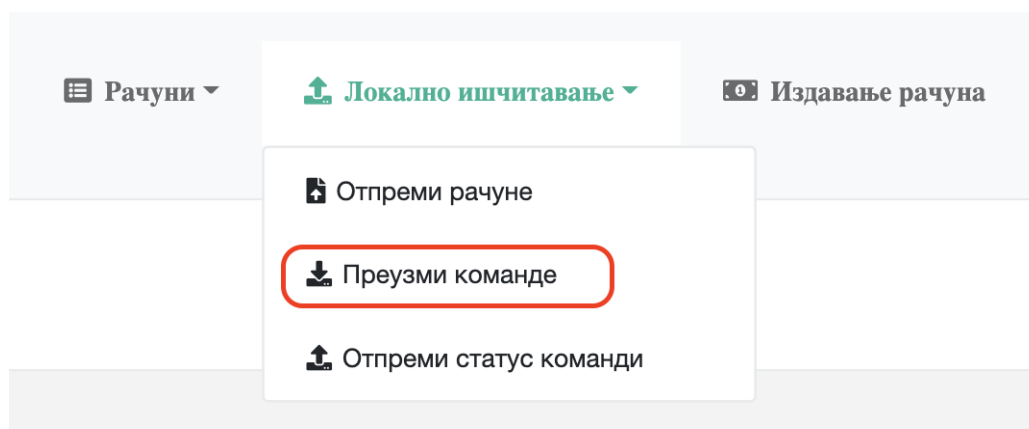 Рачуни
Локално ишчитавање
Издавање рачуна
Отпреми рачуне
Преузми команде
Отпреми статус команди